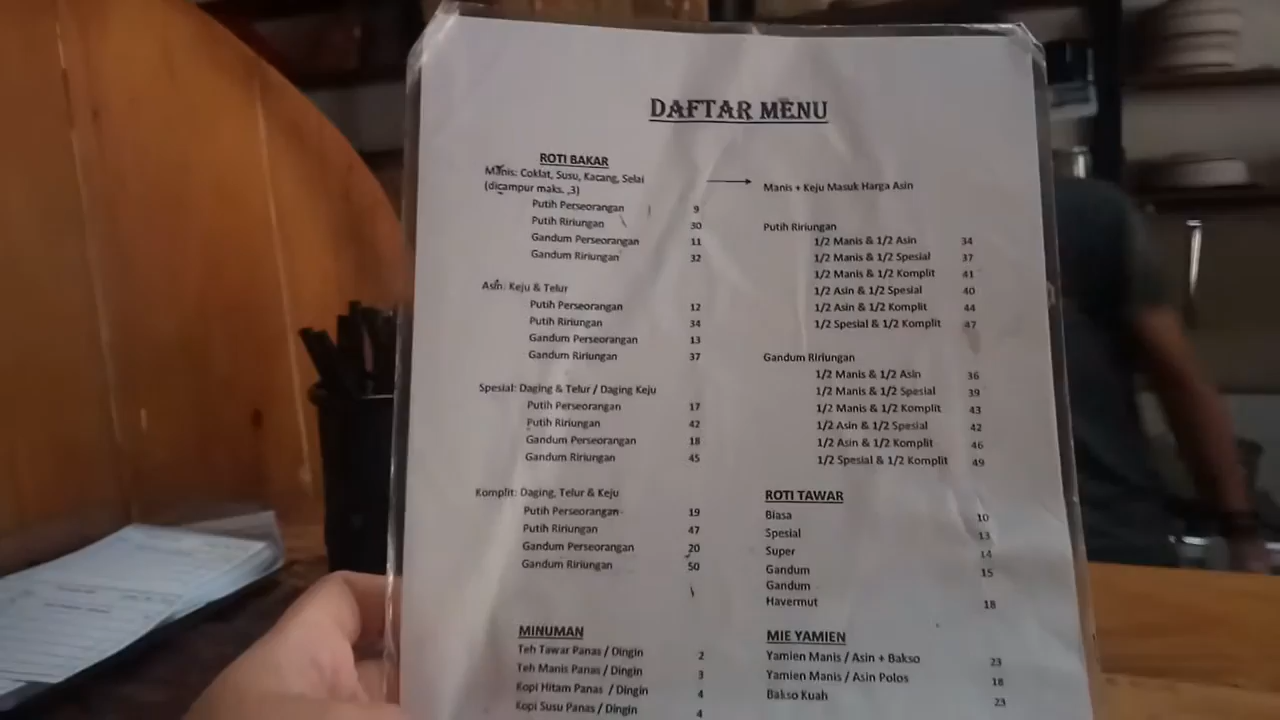 DAFTAR MENU
ROTI BAKAR
Manis: Coklat, Susu, Kacang, Selai
(dicampur maks. ,3)
Putih Perseorangan 9
Putih Ririungan 30
Gandum Perseorangan 11
Gandum Ririungan 32
Asin: Keju & Telur
Putih Perseorangan 12
Putih Ririungan 34
Gandum Perseorangan 13
Gandum Ririungan 37
Spesial: Daging & Telur / Daging Keju
Putih Perseorangan 17
Putih Ririungan 42
Gandum Perseorangan 18
Gandum Ririungan 45
Komplit: Daging, Telur & Keju
Putih Perseorangan 19
Putih Ririungan 47
Gandum Perseorangan 20
Gandum Ririungan 50
MINUMAN
Teh Tawar Panas / Dingin 2
Teh Manis Panas / Dingin 3
Kopi Hitam Panas / Dingin 4
Kopi Susu Panas / Dingin 4
Manis + Keju Masuk Harga Asin
Putih Ririungan
1/2 Manis & 1/2 Asin 34
1/2 Manis & 1/2 Spesial 37
1/2 Manis & 1/2 Komplit 41
1/2 Asin & 1/2 Spesial 40
1/2 Asin & 1/2 Komplit 44
1/2 Spesial & 1/2 Komplit 47
Gandum Ririungan
1/2 Manis & 1/2 Asin 36
1/2 Manis & 1/2 Spesial 39
1/2 Manis & 1/2 Komplit 43
1/2 Asin & 1/2 Spesial 42
1/2 Asin & 1/2 Komplit 46
1/2 Spesial & 1/2 Komplit 49
ROTI TAWAR
Biasa 10
Spesial 13
Super 14
Gandum 15
Gandum
Havermut 18
MIE YAMIEN
Yamien Manis / Asin + Bakso 23
Yamien Manis / Asin Polos 18
Bakso Kuah 23